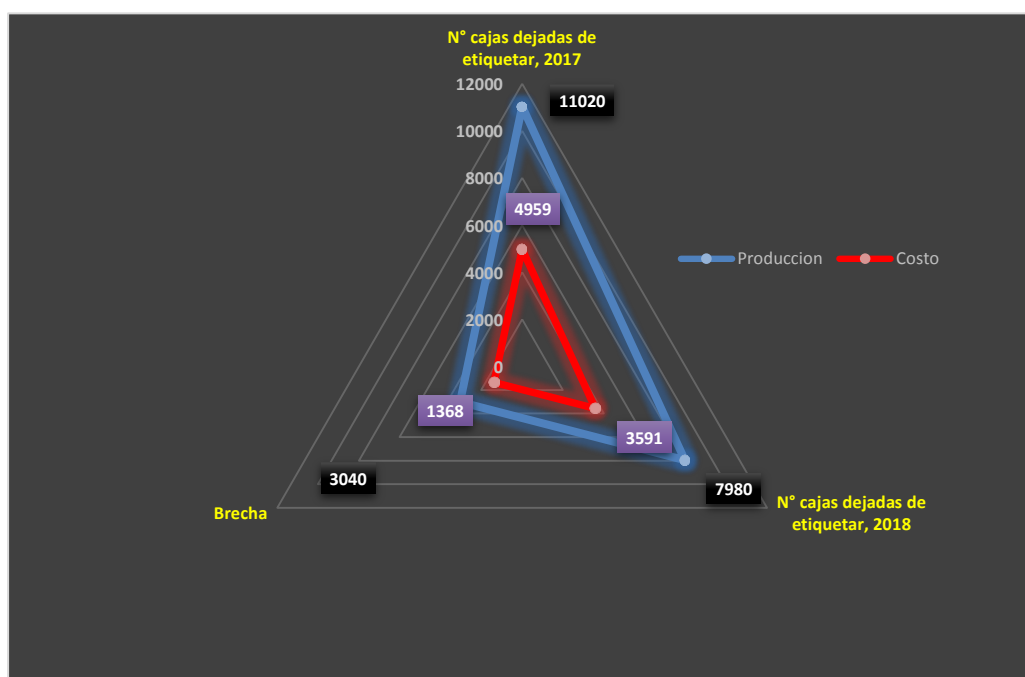 N° cajas dejadas de
etiquetar, 2017
12000
11020
10000
8000
4959
6000
Produccion
Costo
4000
2000
0
1368
3591
3040
7980
Brecha
N° cajas dejadas de
etiquetar, 2018